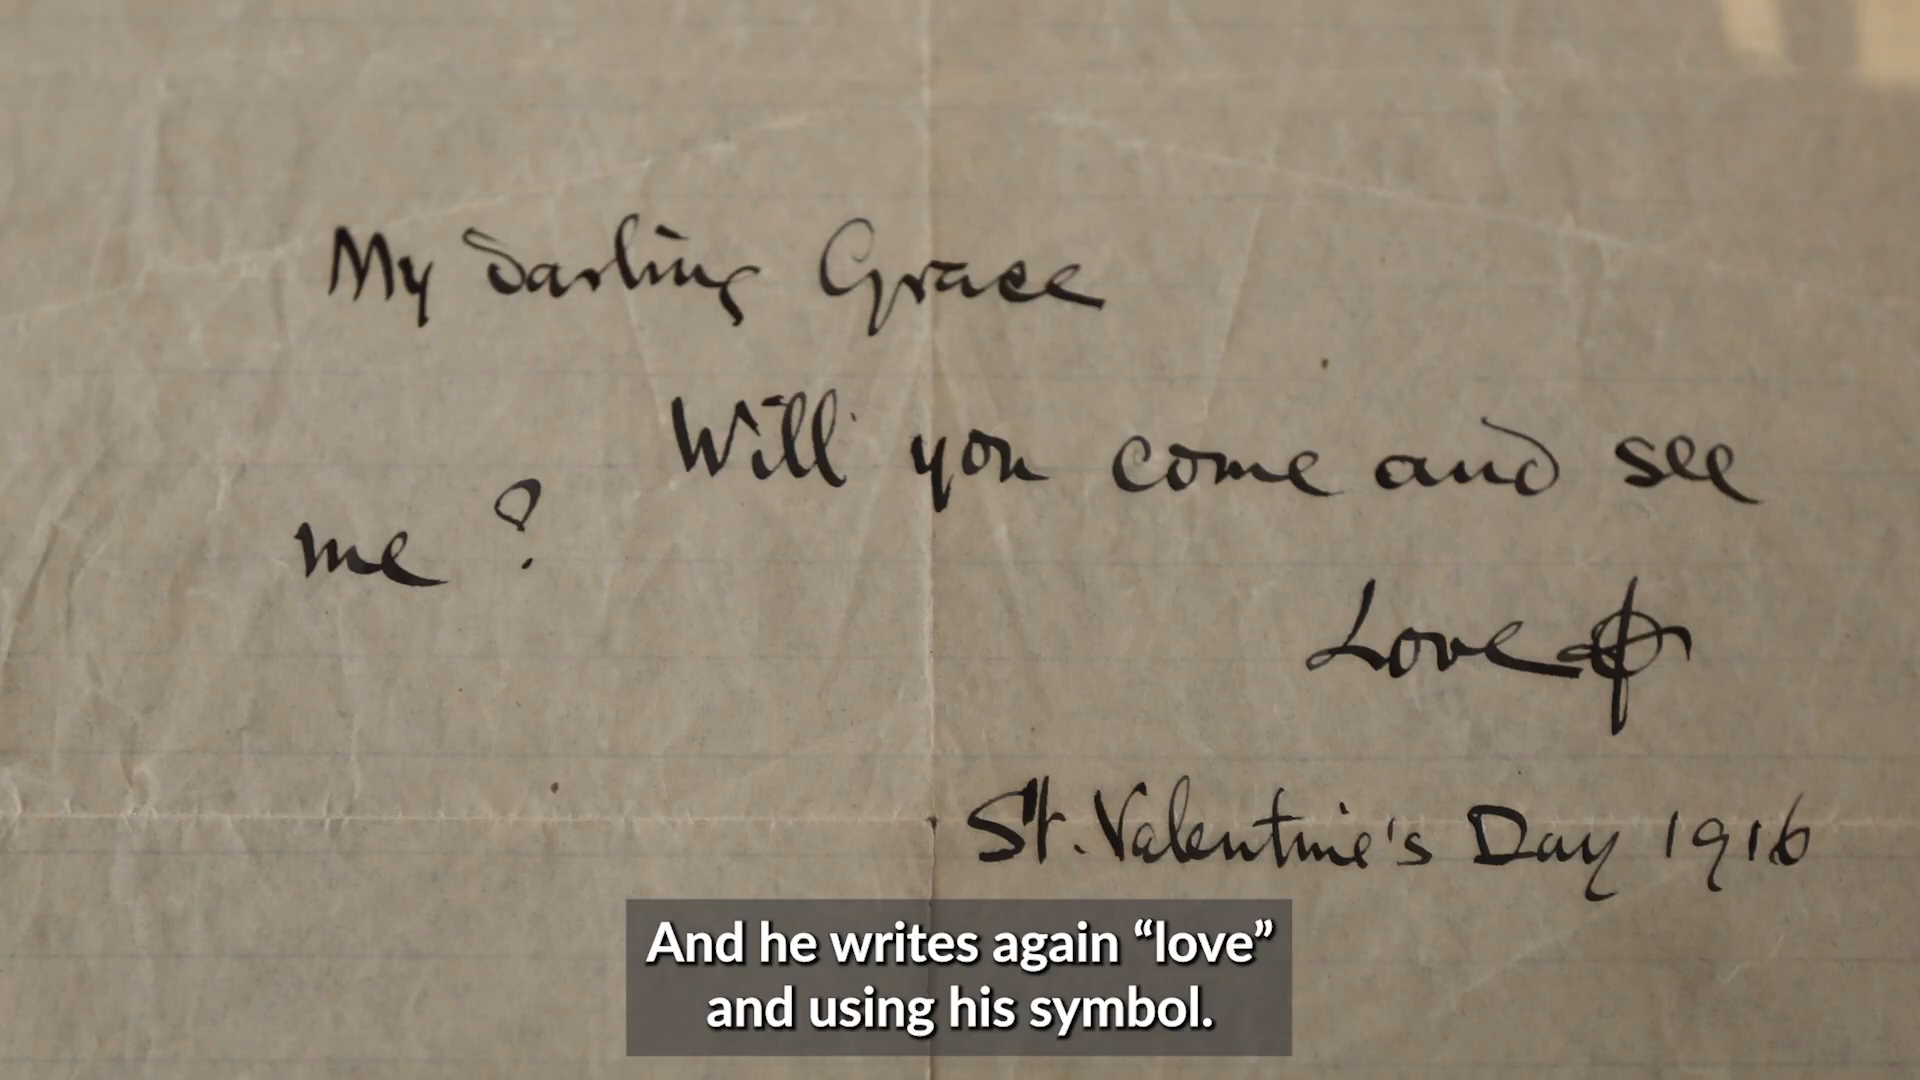 My darling Grace
Will you come and see
me?
Love
St. Valentine's Day 1916
And he writes again “love”
and using his symbol.